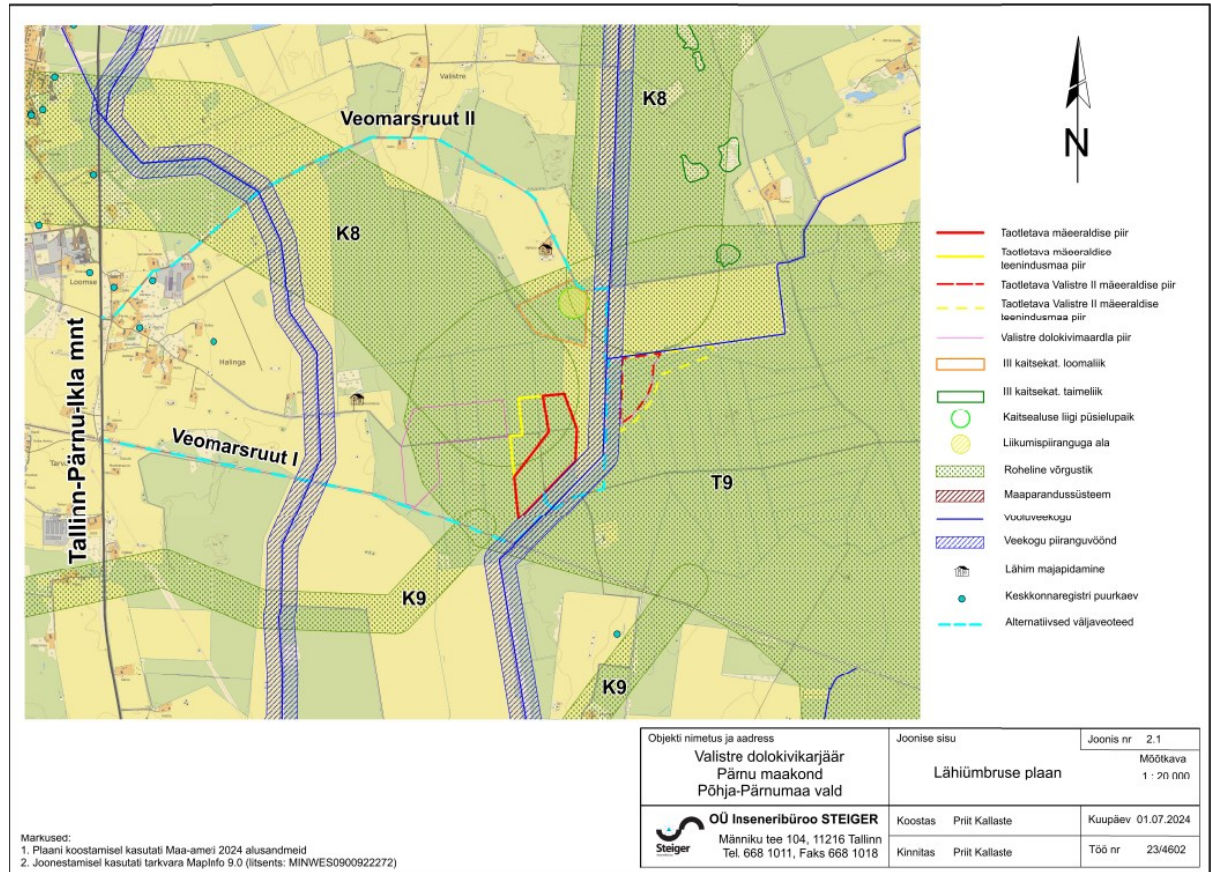 K8
Valistre
Veomarsruut II
N
K8
Loomse
Halinga
Tallinn-Pärnu-Ikla mnt
Veomarsruut I
T9
K9
K9
Taotletava mäeeraldise piir
Taotletava mäeeraldise
teenindusmaa piir
Taotletava Valistre II mäeeraldise piir
Taotletava Valistre II mäeeraldise
teenindusmaa piir
Valistre dolokivimaardla piir
III kaitsekat. loomaliik
III kaitsekat. taimeliik
Kaitsealuse liigi püsielupaik
Liikumispiiranguga ala
Roheline võrgustik
Maaparandussüsteem
Vooluveekogu
Veekogu piiranguvöönd
Lähim majapidamine
Keskkonnaregistri puurkaev
Alternatiivsed väljaveoteed
Objekti nimetus ja aadress
Valistre dolokivikarjäär
Pärnu maakond
Põhja-Pärnumaa vald
Joonise sisu
Lähiümbruse plaan
Joonis nr 2.1
Mõõtkava
1 : 20 000
Steiger
OÜ Inseneribüroo STEIGER
Männiku tee 104, 11216 Tallinn
Tel. 668 1011, Faks 668 1018
Koostas Priit Kallaste
Kuupäev 01.07.2024
Kinnitas Priit Kallaste
Töö nr 23/4602
Markused:
1. Plaani koostamisel kasutati Maa-ameti 2024 alusandmeid
2. Joonestamisel kasutati tarkvara MapInfo 9.0 (litsents: MINWES0900922272)